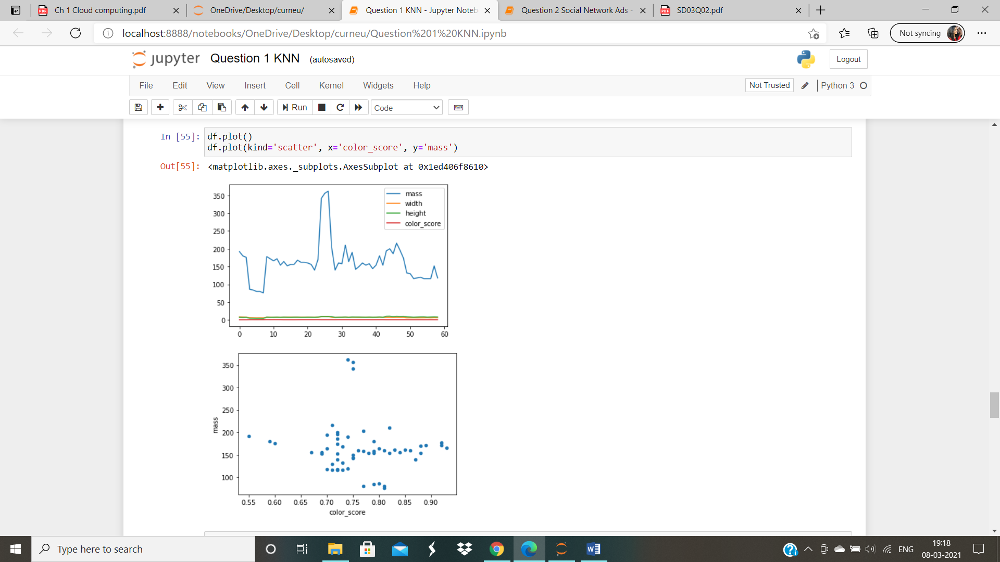 Ch 1 Cloud computing.pdf
OneDrive/Desktop/curneu/
Question 1 KNN - Jupyter Noteb
Question 2 Social Network Ads -
SD03Q02.pdf
localhost:8888/notebooks/OneDrive/Desktop/curneu/Question%201%20KNN.ipynb
Not syncing
jupyter Question 1 KNN (autosaved)
Logout
File Edit View Insert Cell Kernel Widgets Help
Not Trusted
Python 3
Run
Code
In [55]: df.plot()
df.plot(kind='scatter', x='color_score', y='mass')
Out[55]: <matplotlib.axes._subplots.AxesSubplot at 0x1ed406f8610>
mass
width
height
color_score
350
300
250
200
150
100
50
0
0 10 20 30 40 50 60
350
300
250
200
150
100
mass
0.55 0.60 0.65 0.70 0.75 0.80 0.85 0.90
color_score
Type here to search
ENG
19:18
08-03-2021